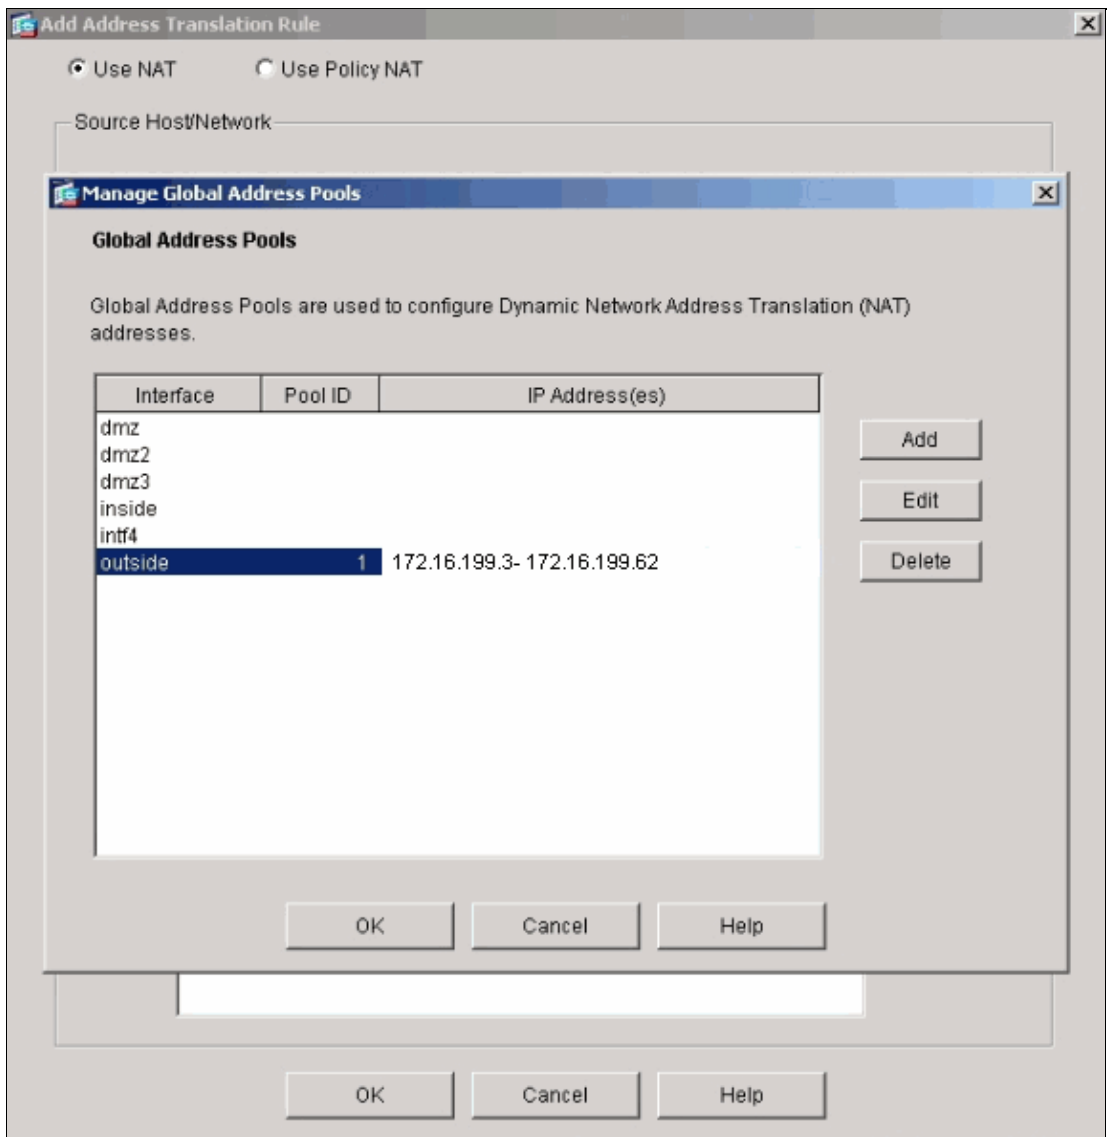 Add Address Translation Rule
Use NAT Use Policy NAT
Source Host/Network
Manage Global Address Pools
Global Address Pools
Global Address Pools are used to configure Dynamic Network Address Translation (NAT)
addresses.
Interface Pool ID IP Address(es)
dmz
dmz2
dmz3
inside
intf4
outside 1 172.16.199.3- 172.16.199.62
Add
Edit
Delete
OK Cancel Help
OK Cancel Help